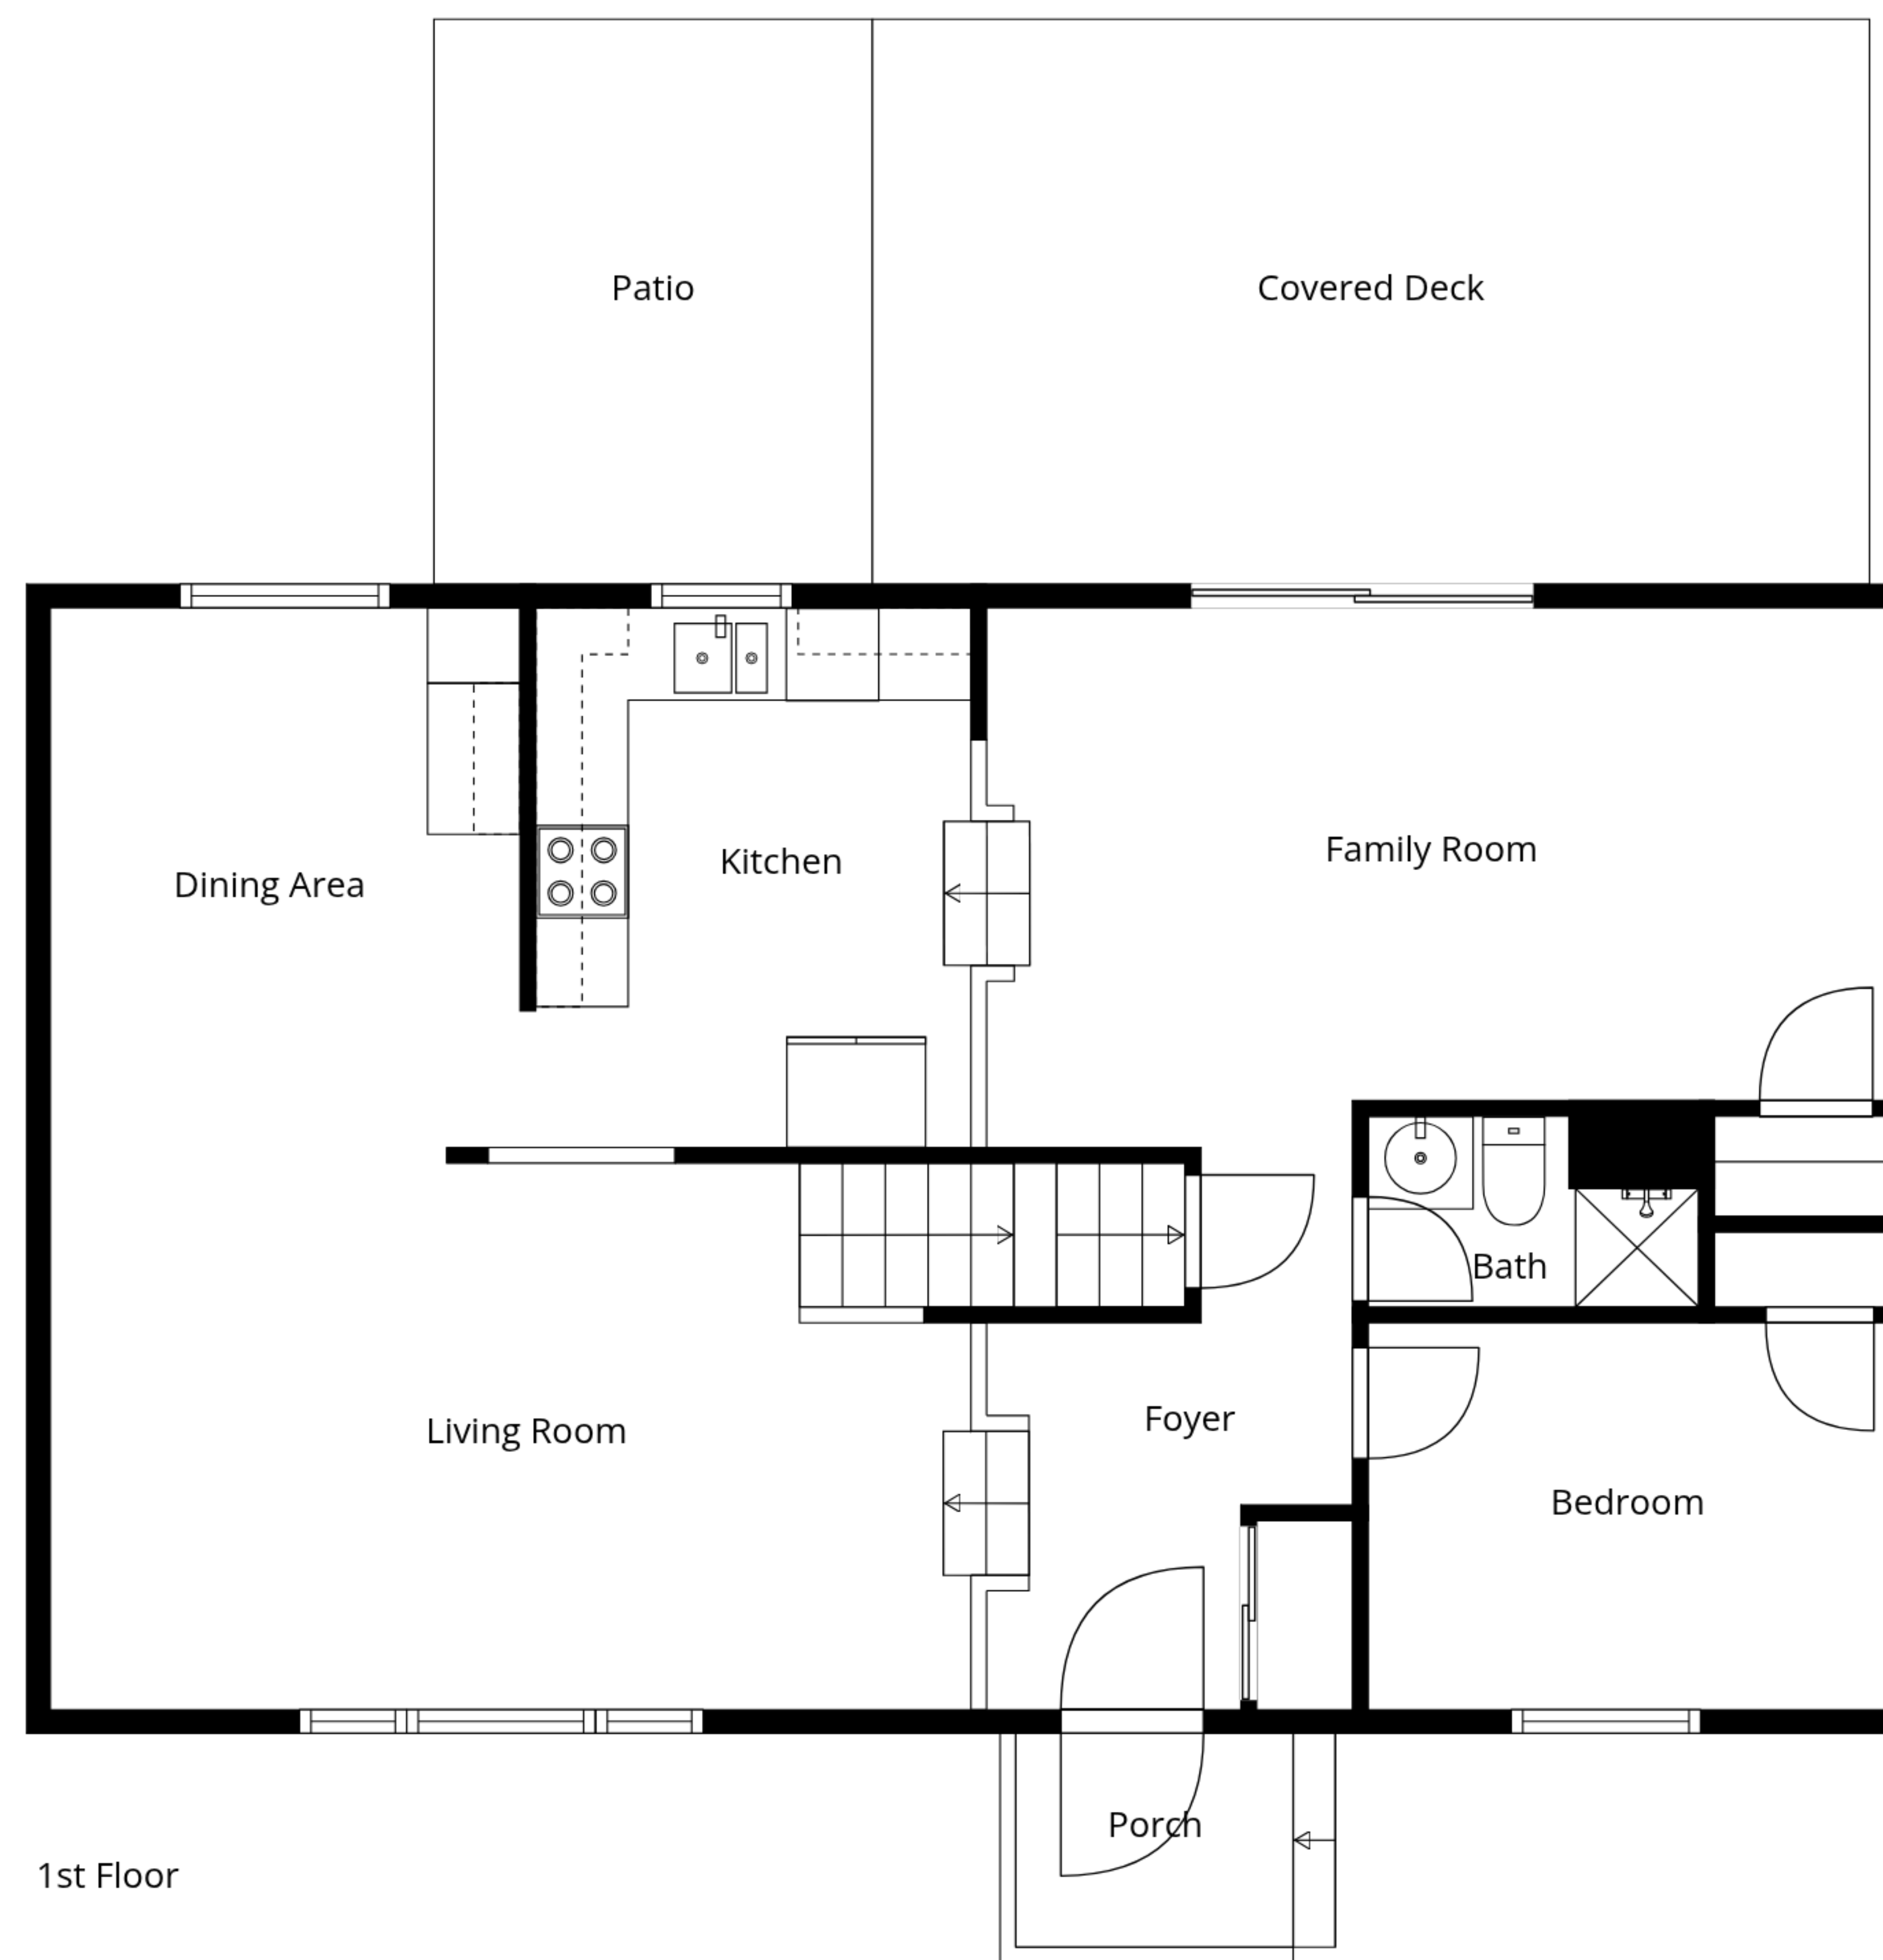 Patio
Covered Deck
Family Room
Kitchen
Dining Area
Bath
Foyer
Living Room
Bedroom
Porch
1st Floor